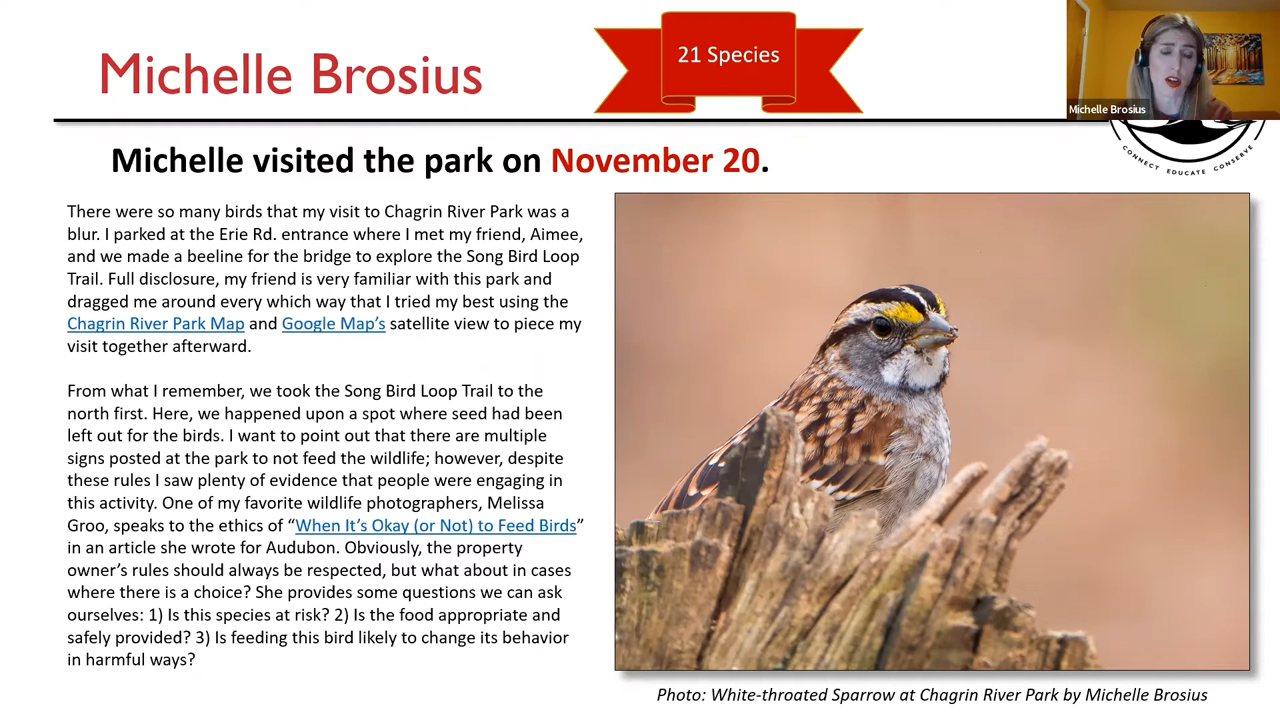 Michelle Brosius
21 Species
Michelle Brosius
CONNECT EDUCATE CONSERVE
Michelle visited the park on November 20.
There were so many birds that my visit to Chagrin River Park was a
blur. I parked at the Erie Rd. entrance where I met my friend, Aimee,
and we made a beeline for the bridge to explore the Song Bird Loop
Trail. Full disclosure, my friend is very familiar with this park and
dragged me around every which way that I tried my best using the
Chagrin River Park Map and Google Map’s satellite view to piece my
visit together afterward.
From what I remember, we took the Song Bird Loop Trail to the
north first. Here, we happened upon a spot where seed had been
left out for the birds. I want to point out that there are multiple
signs posted at the park to not feed the wildlife; however, despite
these rules I saw plenty of evidence that people were engaging in
this activity. One of my favorite wildlife photographers, Melissa
Groo, speaks to the ethics of “When It’s Okay (or Not) to Feed Birds”
in an article she wrote for Audubon. Obviously, the property
owner’s rules should always be respected, but what about in cases
where there is a choice? She provides some questions we can ask
ourselves: 1) Is this species at risk? 2) Is the food appropriate and
safely provided? 3) Is feeding this bird likely to change its behavior
in harmful ways?
Photo: White-throated Sparrow at Chagrin River Park by Michelle Brosius